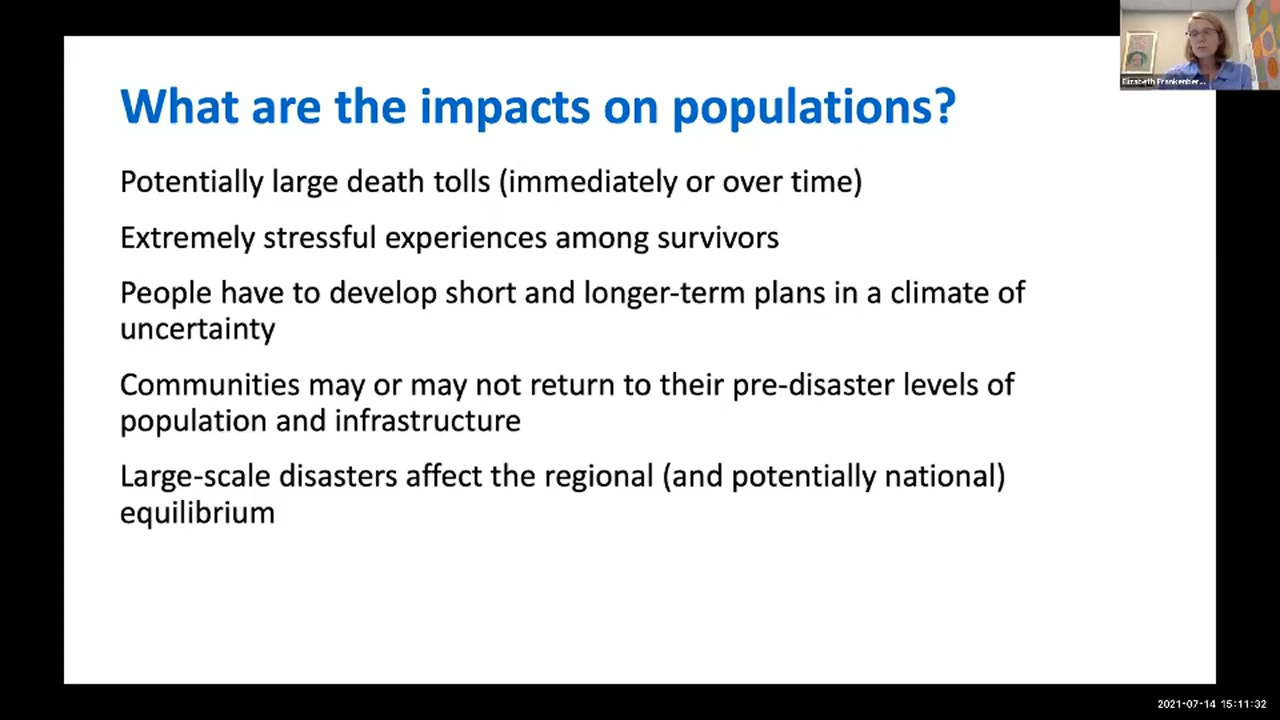 What are the impacts on populations?
Potentially large death tolls (immediately or over time)
Extremely stressful experiences among survivors
People have to develop short and longer-term plans in a climate of
uncertainty
Communities may or may not return to their pre-disaster levels of
population and infrastructure
Large-scale disasters affect the regional (and potentially national)
equilibrium
Elizabeth Frankenber...
2021-07-14 15:11:32